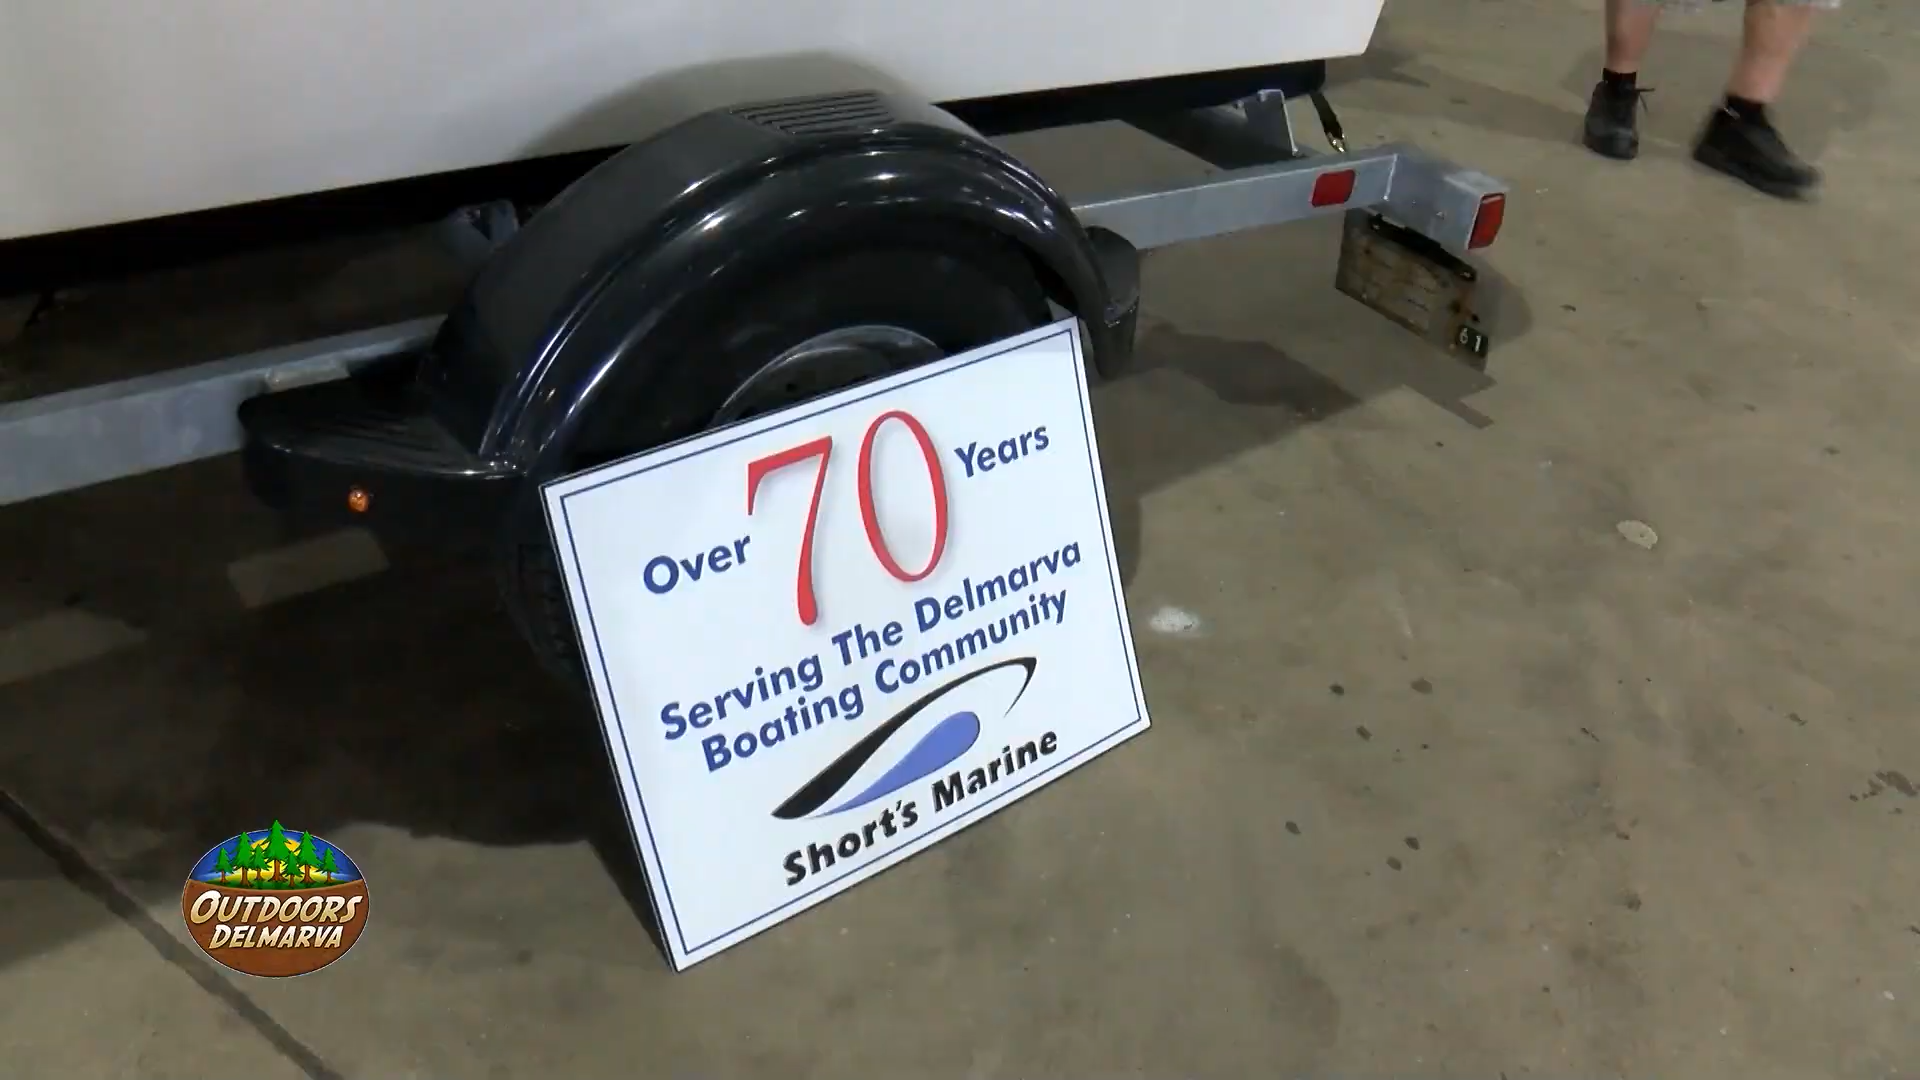 Over 70 Years
Serving The Delmarva
Boating Community
Short's Marine
OUTDOORS
DELMARVA
61